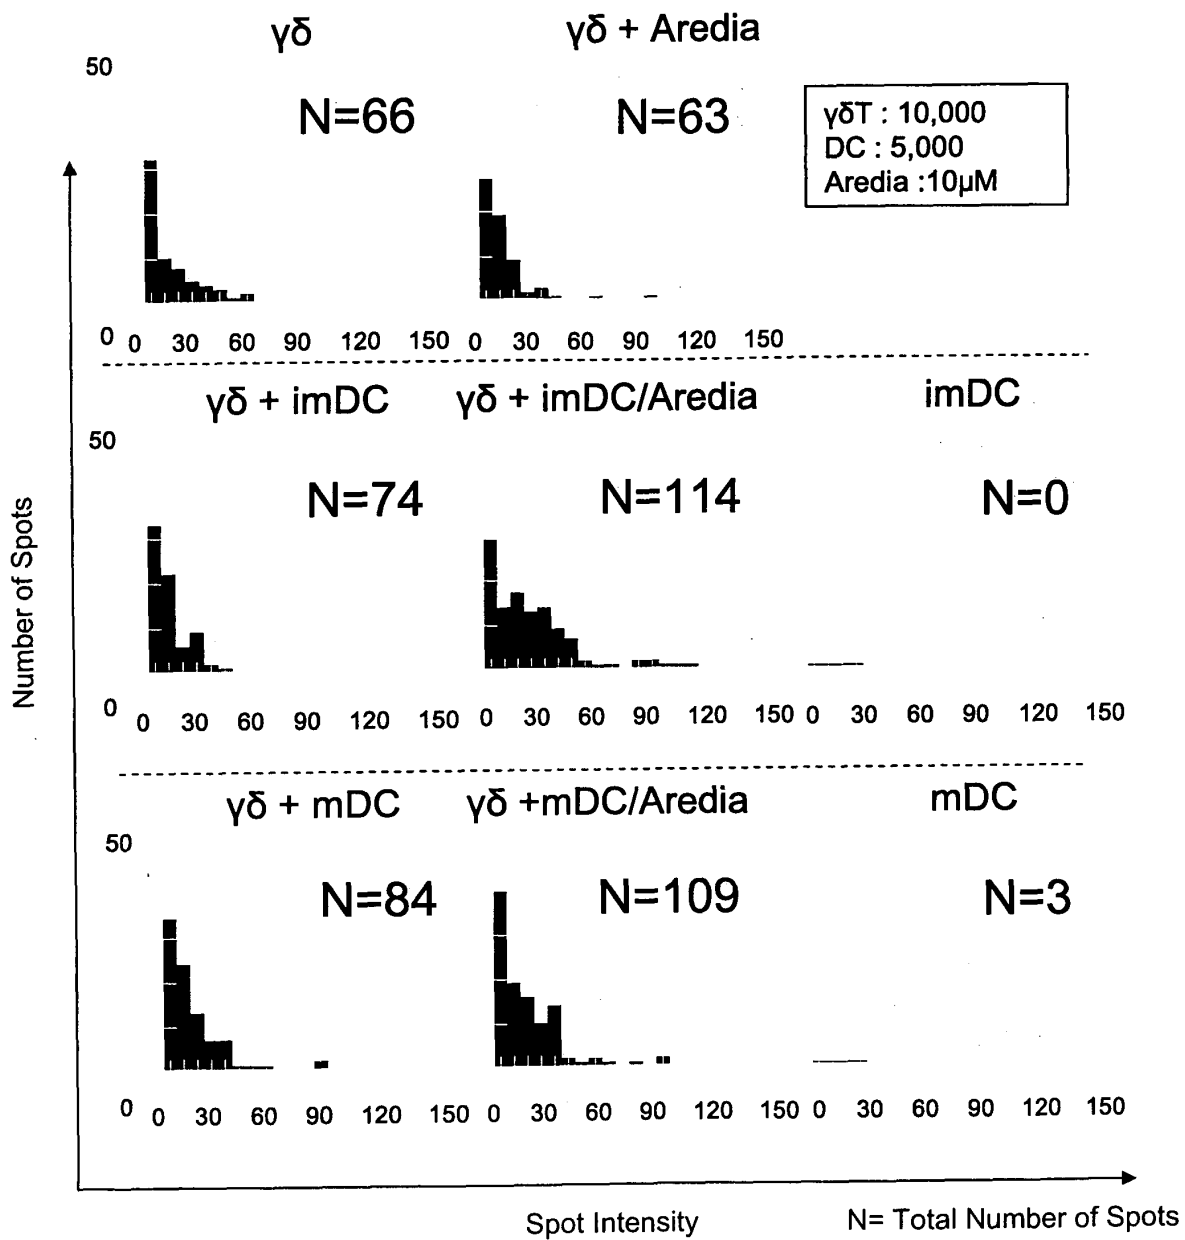 γδ
γδ + Aredia
50
N=66
N=63
γδT : 10,000
DC : 5,000
Aredia :10µM
0
0 30 60 90 120 150
0 30 60 90 120 150
γδ + imDC
γδ + imDC/Aredia
imDC
50
N=74
N=114
N=0
Number of Spots
0
0 30 60 90 120 150
0 30 60 90 120 150
0 30 60 90 120 150
γδ + mDC
γδ +mDC/Aredia
mDC
50
N=84
N=109
N=3
0
0 30 60 90 120 150
0 30 60 90 120 150
0 30 60 90 120 150
Spot Intensity
N= Total Number of Spots